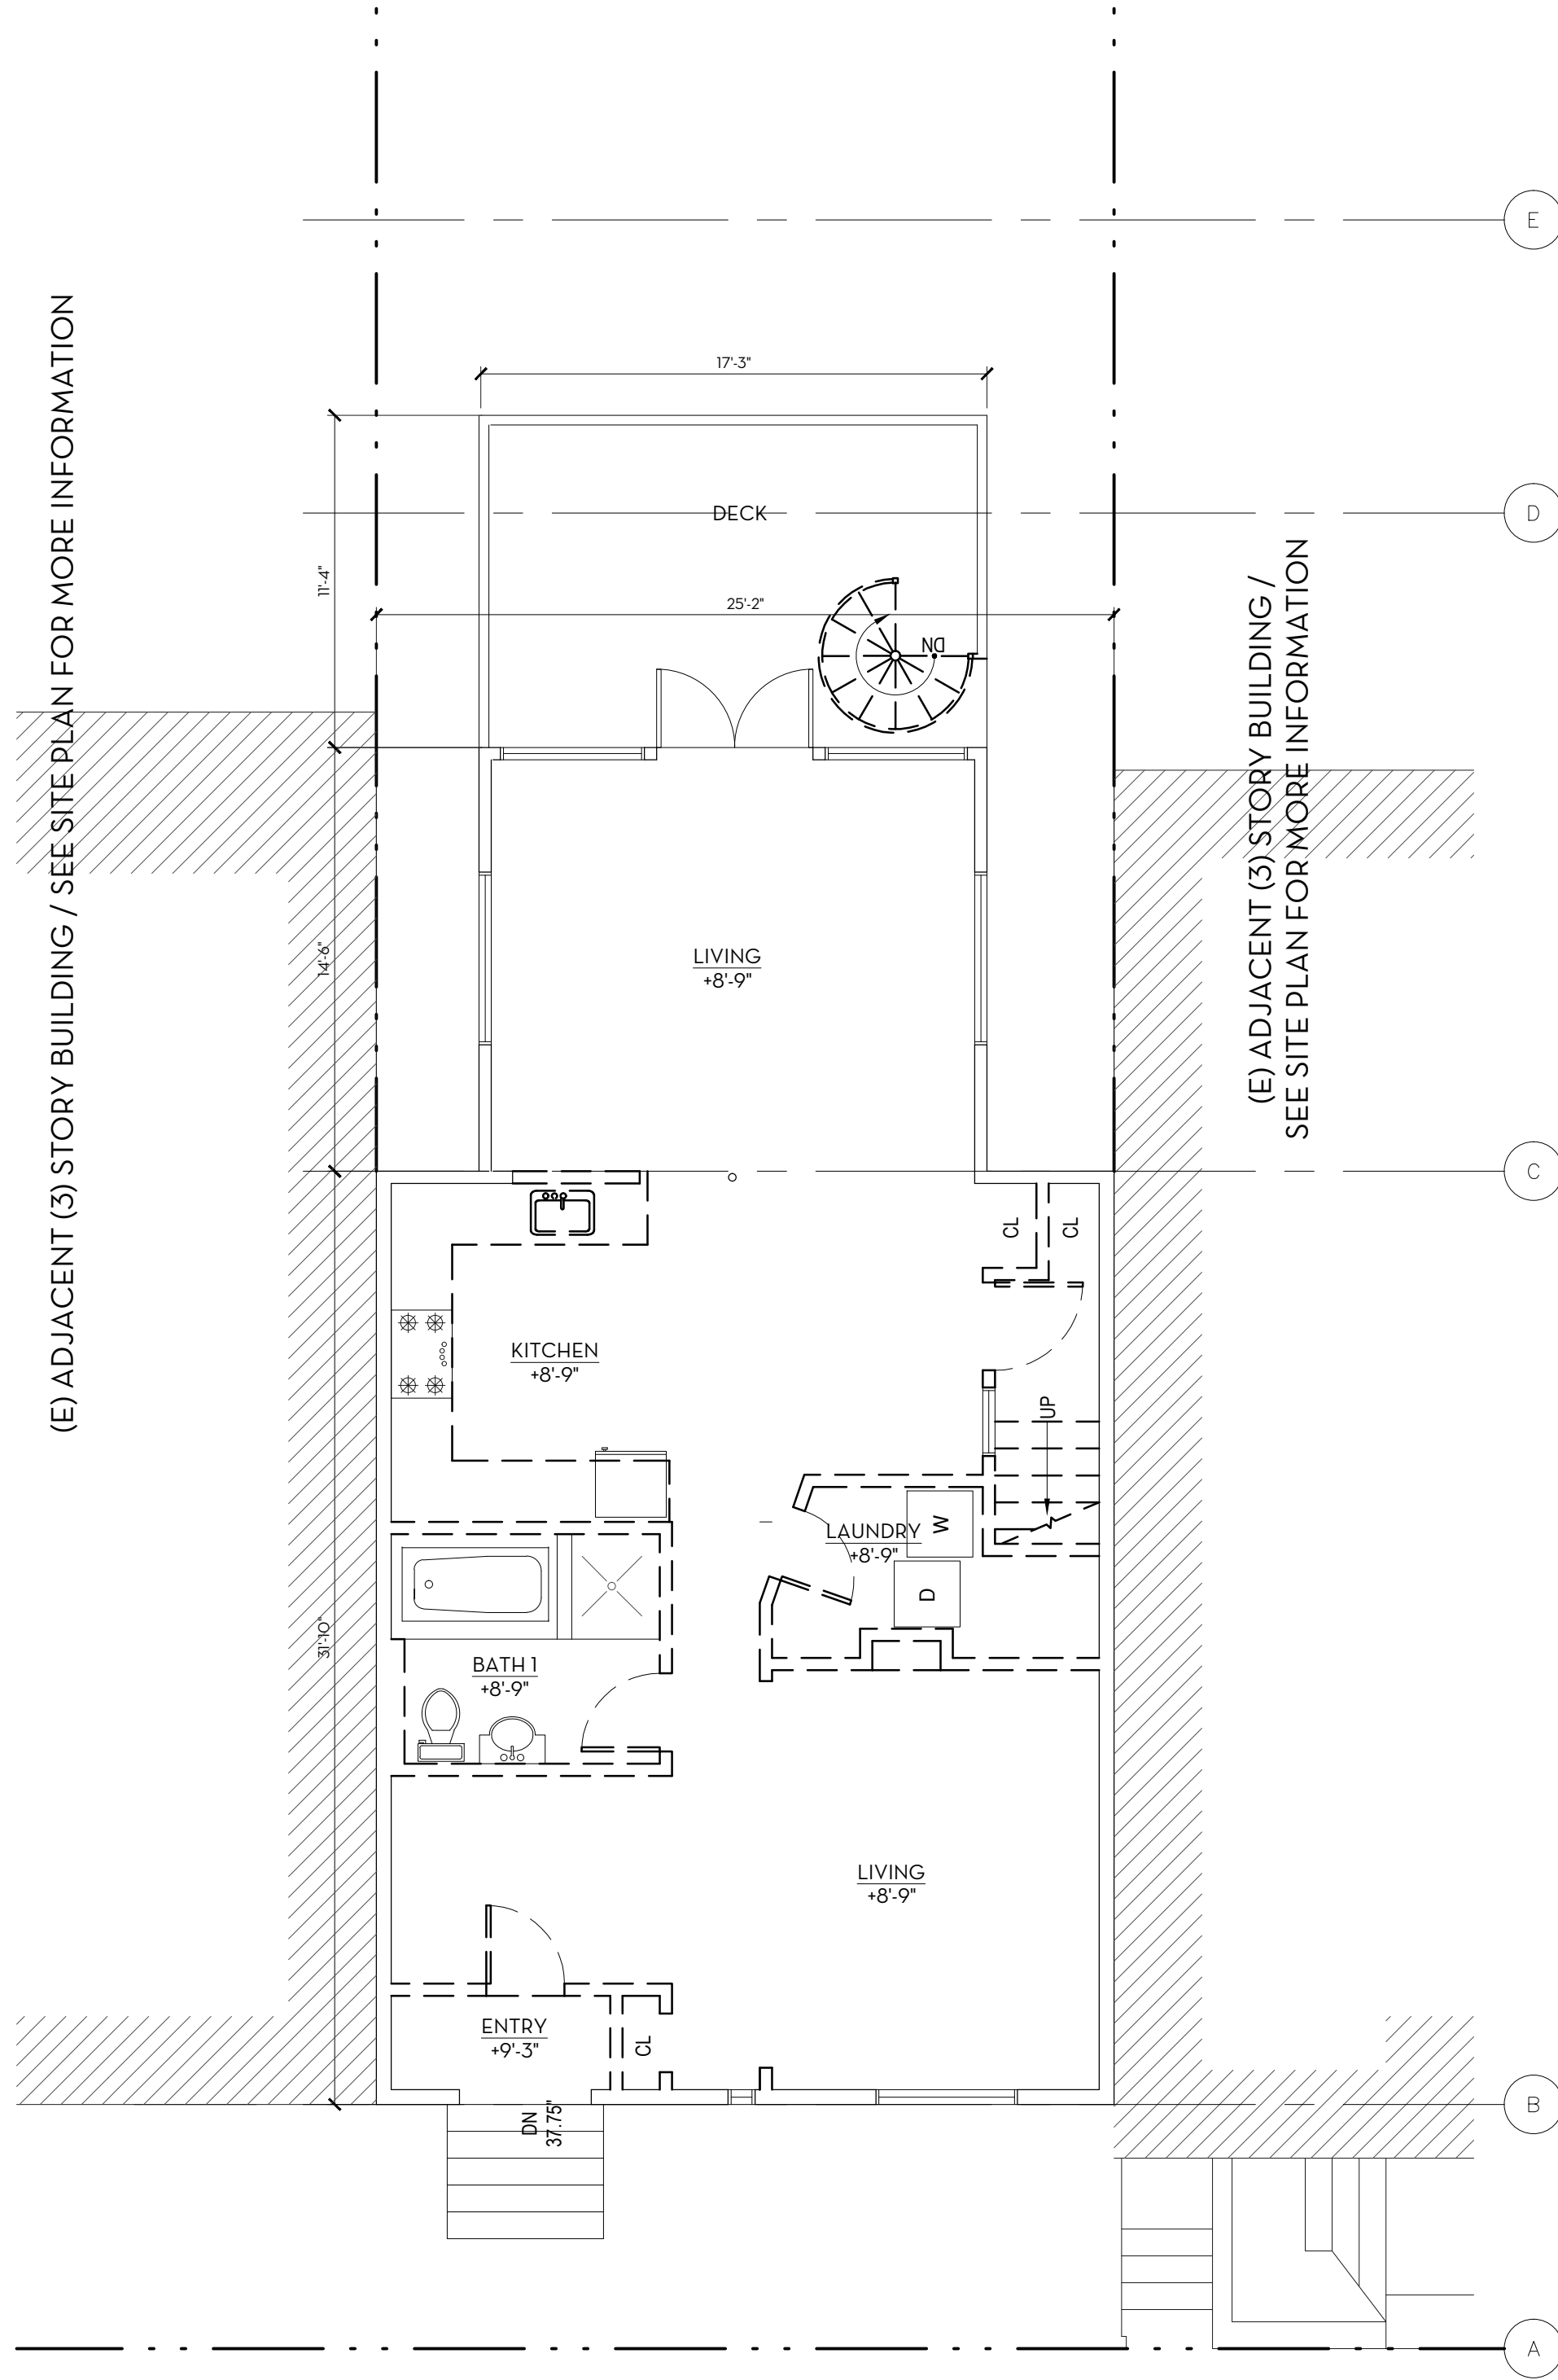 E
(E) ADJACENT (3) STORY BUILDING / SEE SITE PLAN FOR MORE INFORMATION
17'-3"
DECK
D
11'-4"
25'-2"
DN
(E) ADJACENT (3) STORY BUILDING /
SEE SITE PLAN FOR MORE INFORMATION
14'-6"
LIVING
+8'-9"
C
CL
CL
KITCHEN
+8'-9"
UP
LAUNDRY
+8'-9"
W
D
31'-10"
BATH 1
+8'-9"
LIVING
+8'-9"
ENTRY
+9'-3"
CL
DN
37.75"
B
A